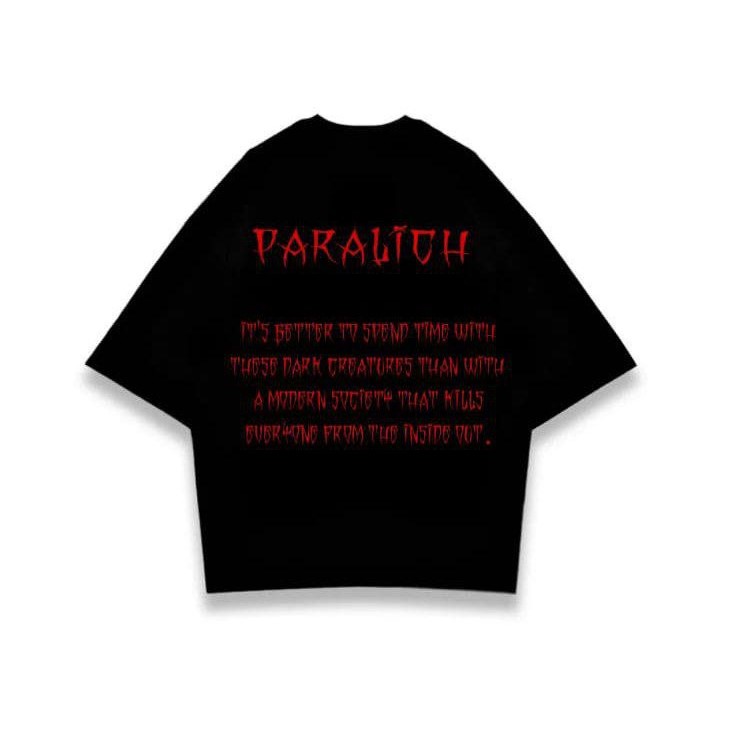 PARALICH
IT'S BETTER TO SPEND TIME WITH
THESE DARK CREATURES THAN WITH
A MODERN SOCIETY THAT KILLS
EVERYONE FROM THE INSIDE OUT.